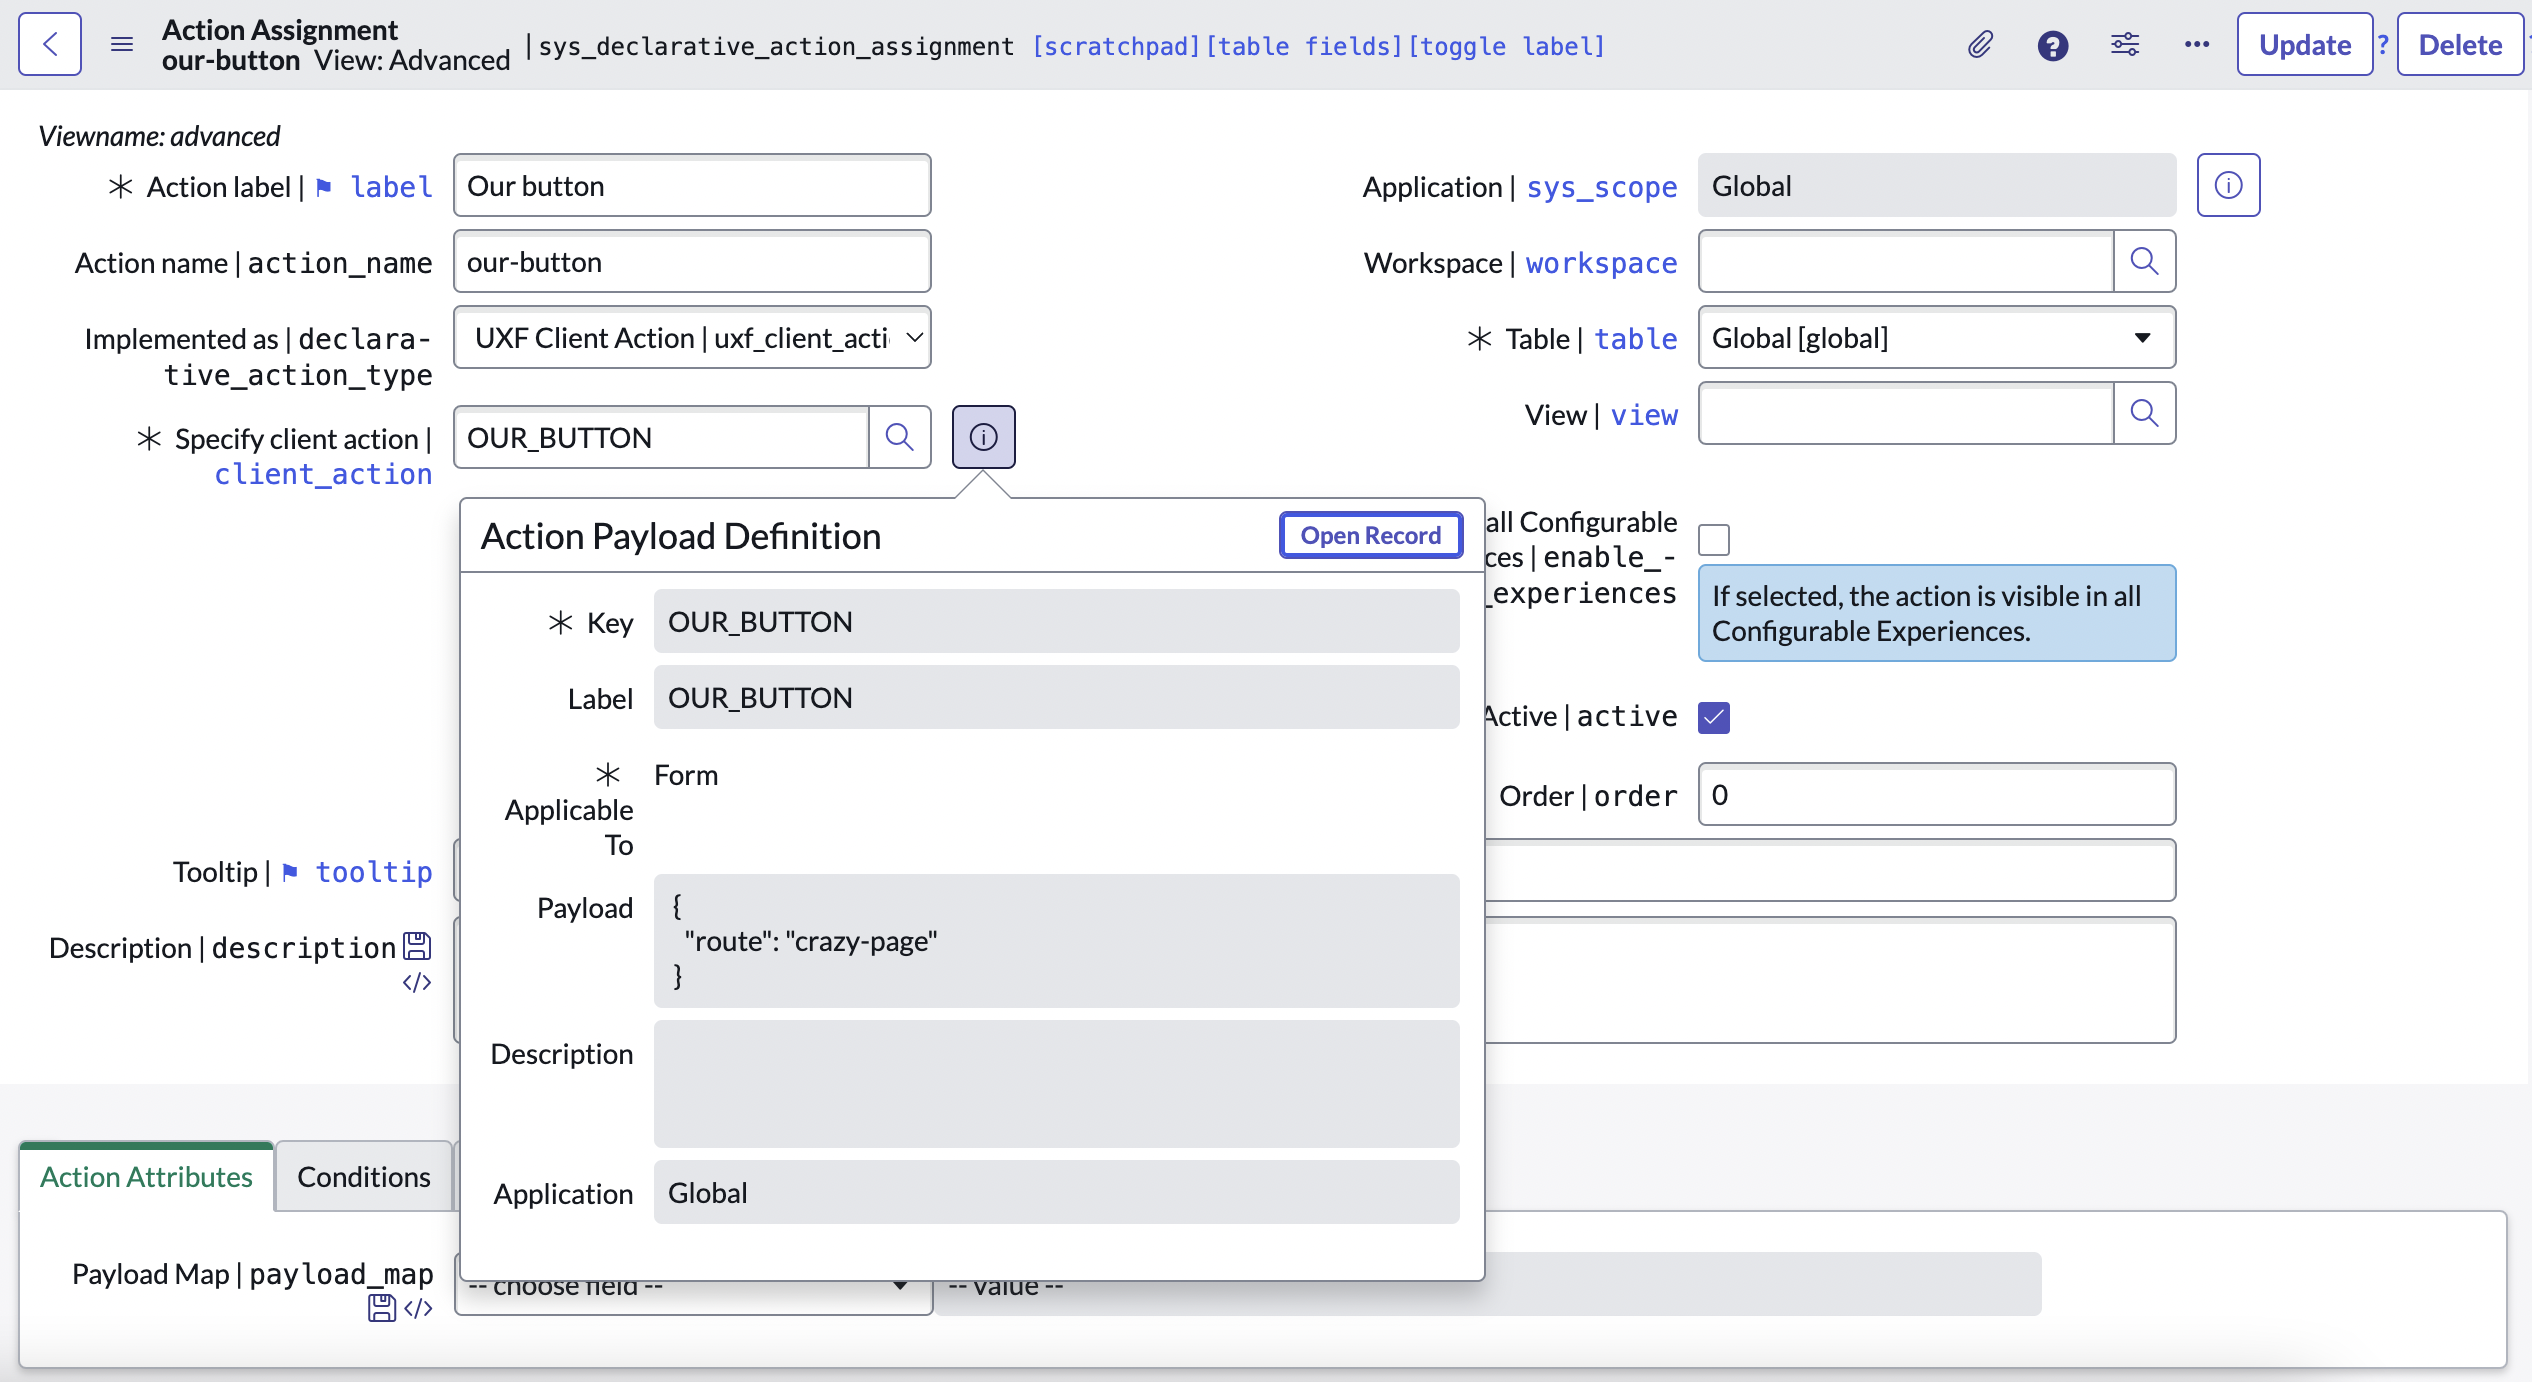 Action Assignment
our-button View: Advanced
|sys_declarative_action_assignment [scratchpad][table fields][toggle label]
Update ?
Delete
Viewname: advanced
Action label | label
Our button
Action name | action_name
our-button
Implemented as | declara-
tive_action_type
UXF Client Action | uxf_client_acti
Specify client action |
client_action
OUR_BUTTON
Application | sys_scope
Global
Workspace | workspace
Table | table
Global [global]
View | view
all Configurable
ces | enable_-
_experiences
If selected, the action is visible in all
Configurable Experiences.
Active | active
Order | order
0
Action Payload Definition
Open Record
Key
OUR_BUTTON
Label
OUR_BUTTON
Applicable
To
Form
Payload
{
"route": "crazy-page"
}
Description
Application
Global
Tooltip | tooltip
Description | description
</>
Action Attributes
Conditions
Payload Map | payload_map
</>
-- choose field --
-- value --